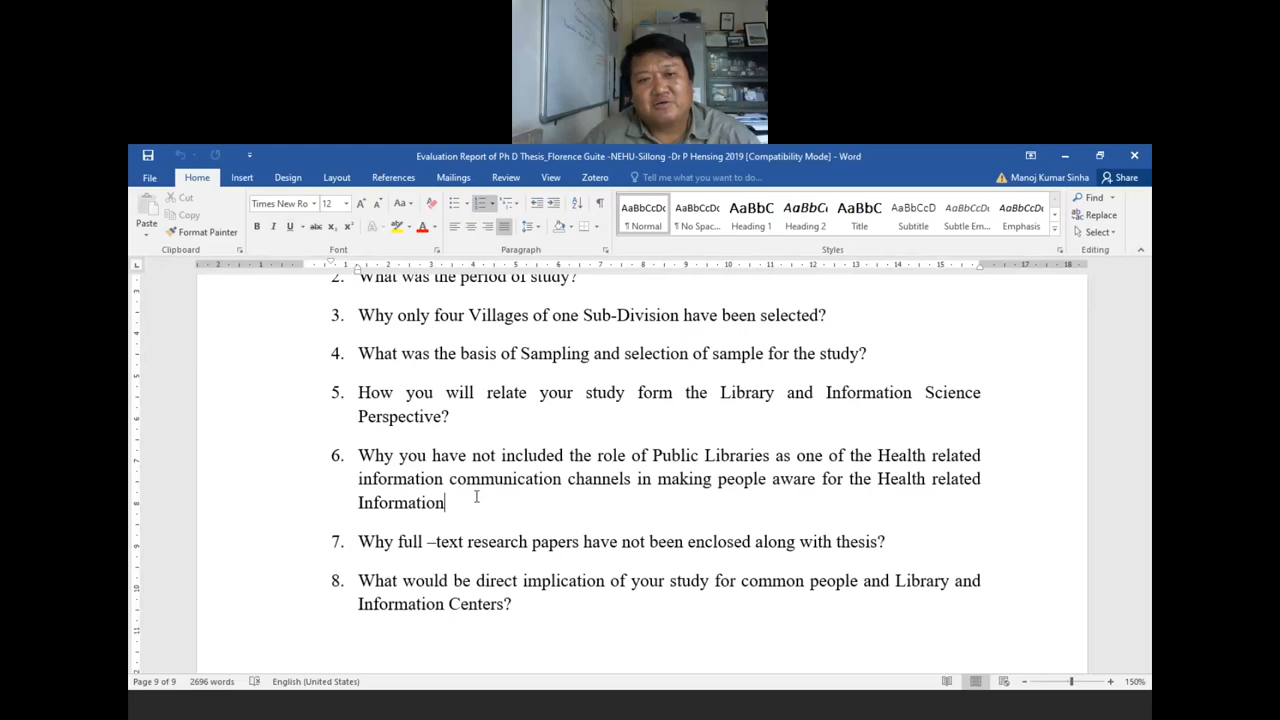 Evaluation Report of Ph D Thesis_Florence Guite -NEHU-Sillong -Dr P Hensing 2019 [Compatibility Mode] - Word
File Home Insert Design Layout References Mailings Review View Zotero Tell me what you want to do... Manoj Kumar Sinha Share
Paste
Cut
Copy
Format Painter
Clipboard
Times New Ro 12
Font
Paragraph
AaBbCcDc AaBbCcDc AaBbC AaBbCc AaBbC AaBbCcD AaBbCcD AaBbCcDc
¶ Normal ¶ No Spac... Heading 1 Heading 2 Title Subtitle Subtle Em... Emphasis
Styles
Find
Replace
Select
Editing
2. What was the period of study?
3. Why only four Villages of one Sub-Division have been selected?
4. What was the basis of Sampling and selection of sample for the study?
5. How you will relate your study form the Library and Information Science
Perspective?
6. Why you have not included the role of Public Libraries as one of the Health related
information communication channels in making people aware for the Health related
Information
7. Why full –text research papers have not been enclosed along with thesis?
8. What would be direct implication of your study for common people and Library and
Information Centers?
Page 9 of 9 2696 words English (United States) 150%